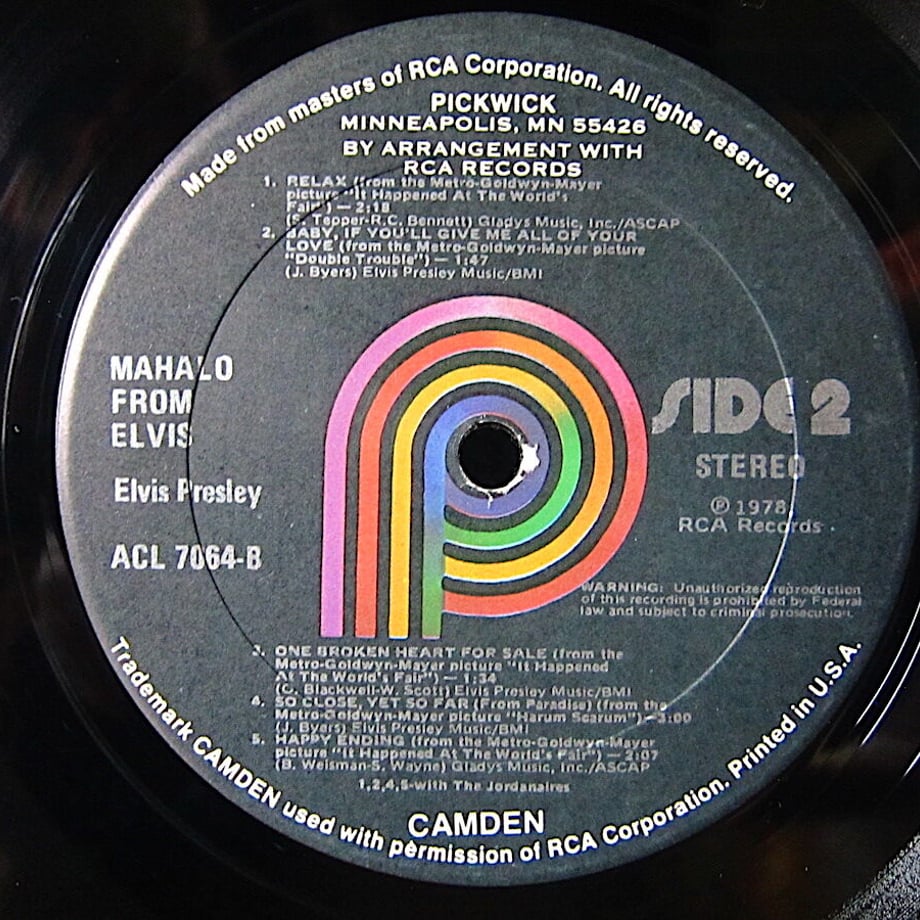 Made from masters of RCA Corporation. All rights reserved.
PICKWICK
MINNEAPOLIS, MN 55426
BY ARRANGEMENT WITH
RCA RECORDS
1. RELAX (from the Metro-Goldwyn-Mayer
picture "It Happened At The World's
Fair") — 2:18
(S. Tepper-R.C. Bennett) Gladys Music, Inc./ASCAP
2. BABY, IF YOU'LL GIVE ME ALL OF YOUR
LOVE (from the Metro-Goldwyn-Mayer picture
"Double Trouble") — 1:47
(J. Byers) Elvis Presley Music/BMI
MAHALO
FROM
ELVIS
Elvis Presley
ACL 7064-B
SIDE 2
STEREO
℗ 1978
RCA Records
WARNING: Unauthorized reproduction
of this recording is prohibited by Federal
law and subject to criminal prosecution.
3. ONE BROKEN HEART FOR SALE (from the
Metro-Goldwyn-Mayer picture "It Happened
At The World's Fair") — 1:34
(O. Blackwell-W. Scott) Elvis Presley Music/BMI
4. SO CLOSE, YET SO FAR (From Paradise) (from the
Metro-Goldwyn-Mayer picture "Harum Scarum") — 3:00
(J. Byers) Elvis Presley Music/BMI
5. HAPPY ENDING (from the Metro-Goldwyn-Mayer
picture "It Happened At The World's Fair") — 2:07
(B. Weisman-S. Wayne) Gladys Music, Inc./ASCAP
1,2,4,5-with The Jordanaires
CAMDEN
Trademark CAMDEN used with permission of RCA Corporation. Printed in U.S.A.